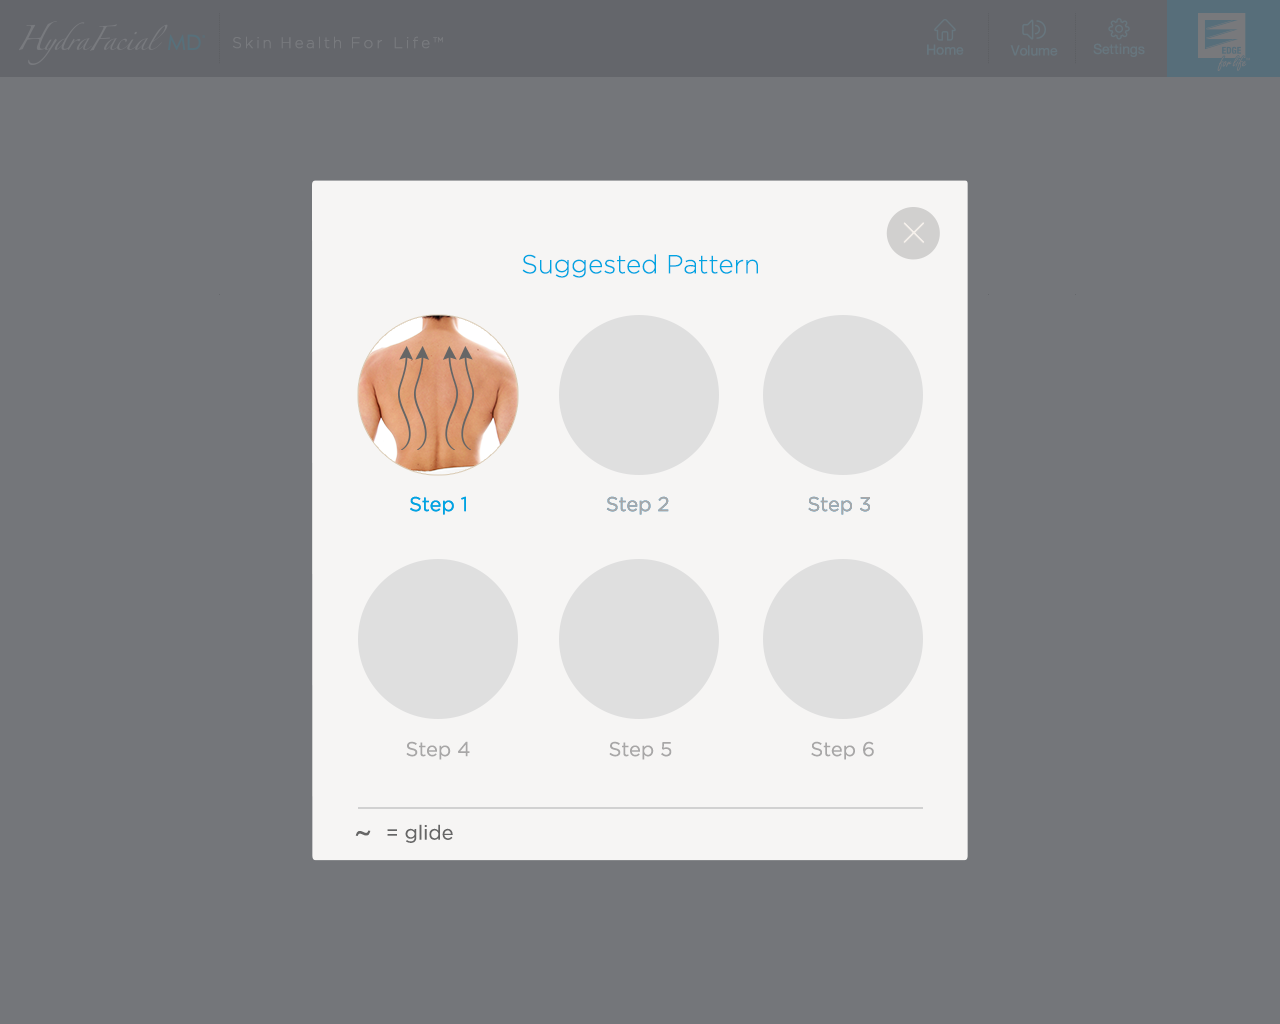 HydraFacial MD
Skin Health For Life™
Home
Volume
Settings
EDGE
for life
Suggested Pattern
Step 1
Step 2
Step 3
Step 4
Step 5
Step 6
~ = glide